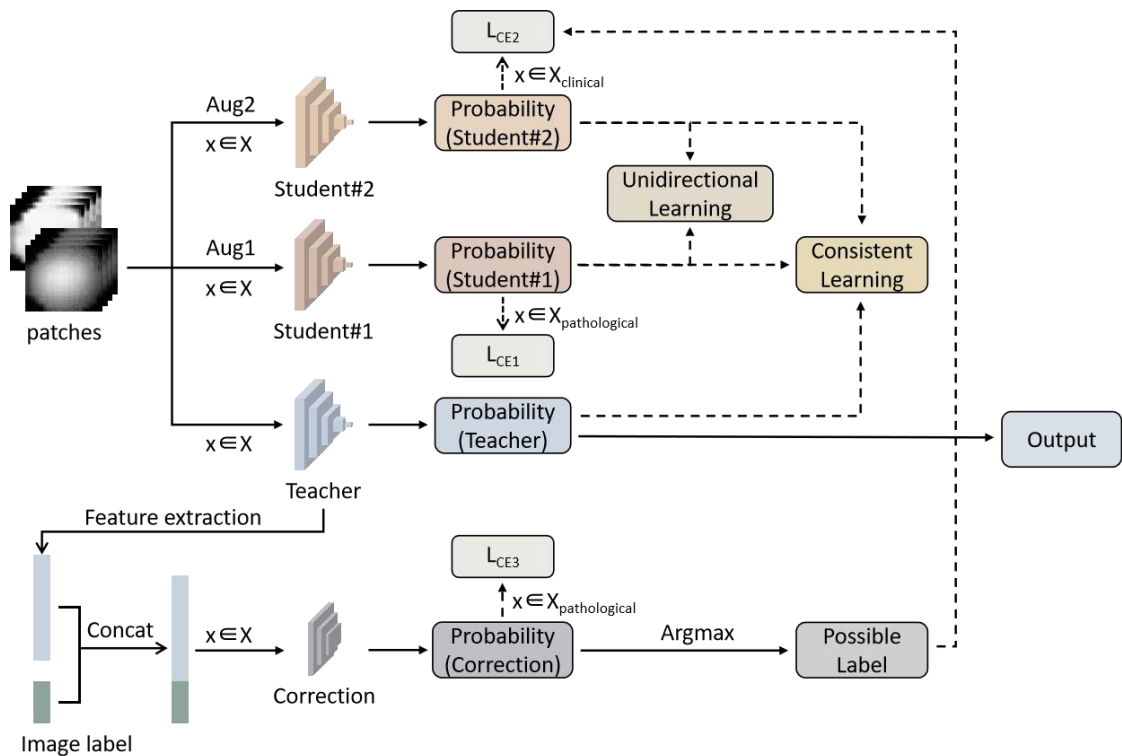 L_CE2
x∈X_clinical
Aug2
x∈X
Student#2
Probability
(Student#2)
Unidirectional
Learning
Aug1
x∈X
Student#1
Probability
(Student#1)
Consistent
Learning
patches
x∈X_pathological
L_CE1
x∈X
Teacher
Probability
(Teacher)
Output
Feature extraction
L_CE3
x∈X_pathological
Concat
x∈X
Correction
Probability
(Correction)
Argmax
Possible
Label
Image label